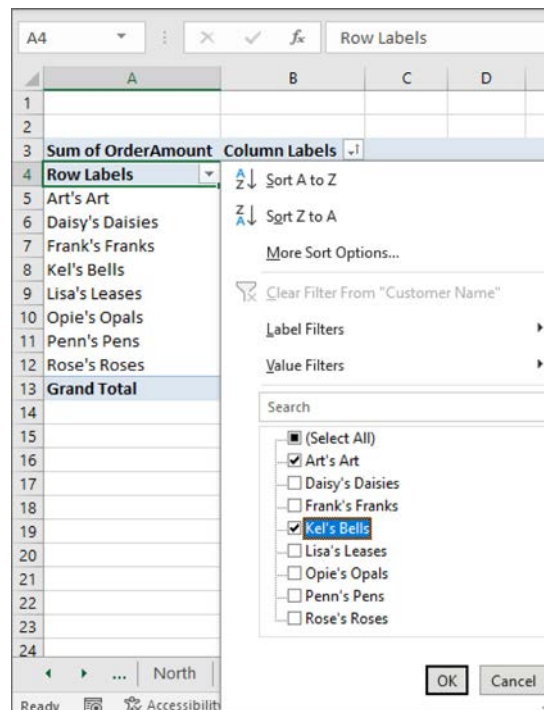 A4
fx
Row Labels
A B C D
1
2
3 Sum of OrderAmount Column Labels
4 Row Labels
5 Art's Art
6 Daisy's Daisies
7 Frank's Franks
8 Kel's Bells
9 Lisa's Leases
10 Opie's Opals
11 Penn's Pens
12 Rose's Roses
13 Grand Total
14
15
16
17
18
19
20
21
22
23
24
Sort A to Z
Sort Z to A
More Sort Options...
Clear Filter From "Customer Name"
Label Filters
Value Filters
Search
(Select All)
Art's Art
Daisy's Daisies
Frank's Franks
Kel's Bells
Lisa's Leases
Opie's Opals
Penn's Pens
Rose's Roses
OK Cancel
... North
Ready Accessibilit